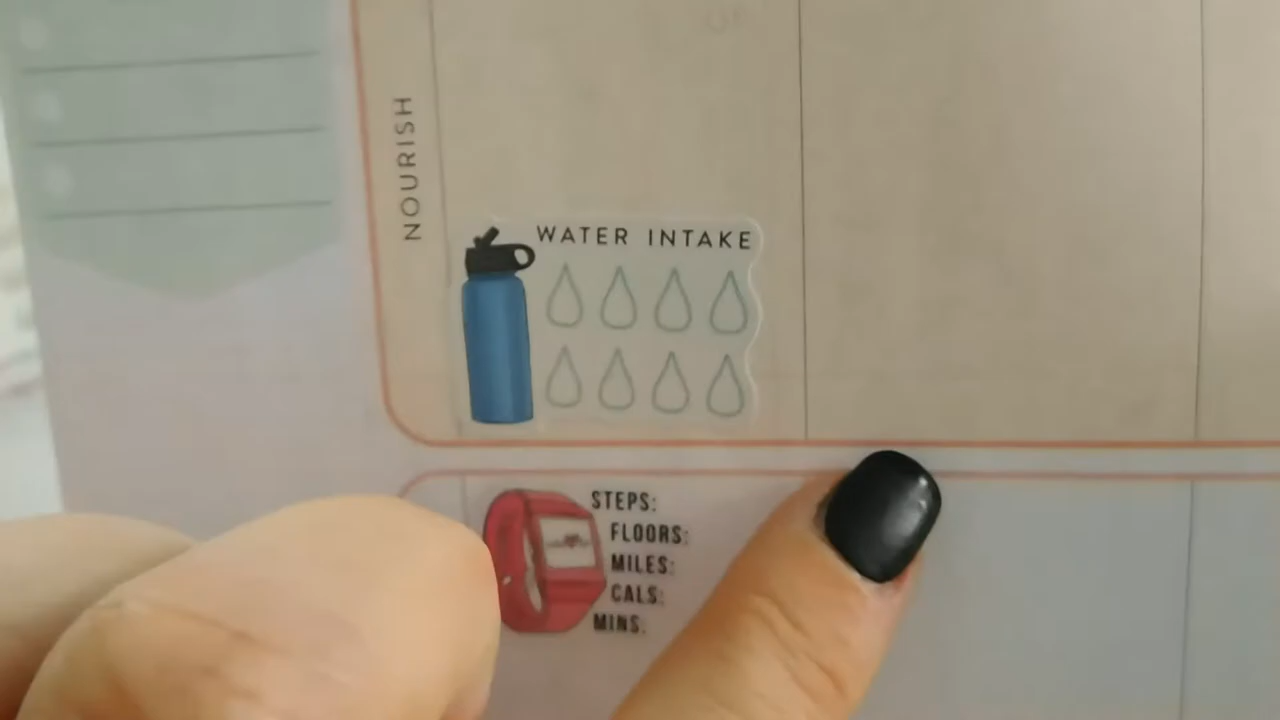 NOURISH
WATER INTAKE
STEPS:
FLOORS:
MILES:
CALS:
MINS: